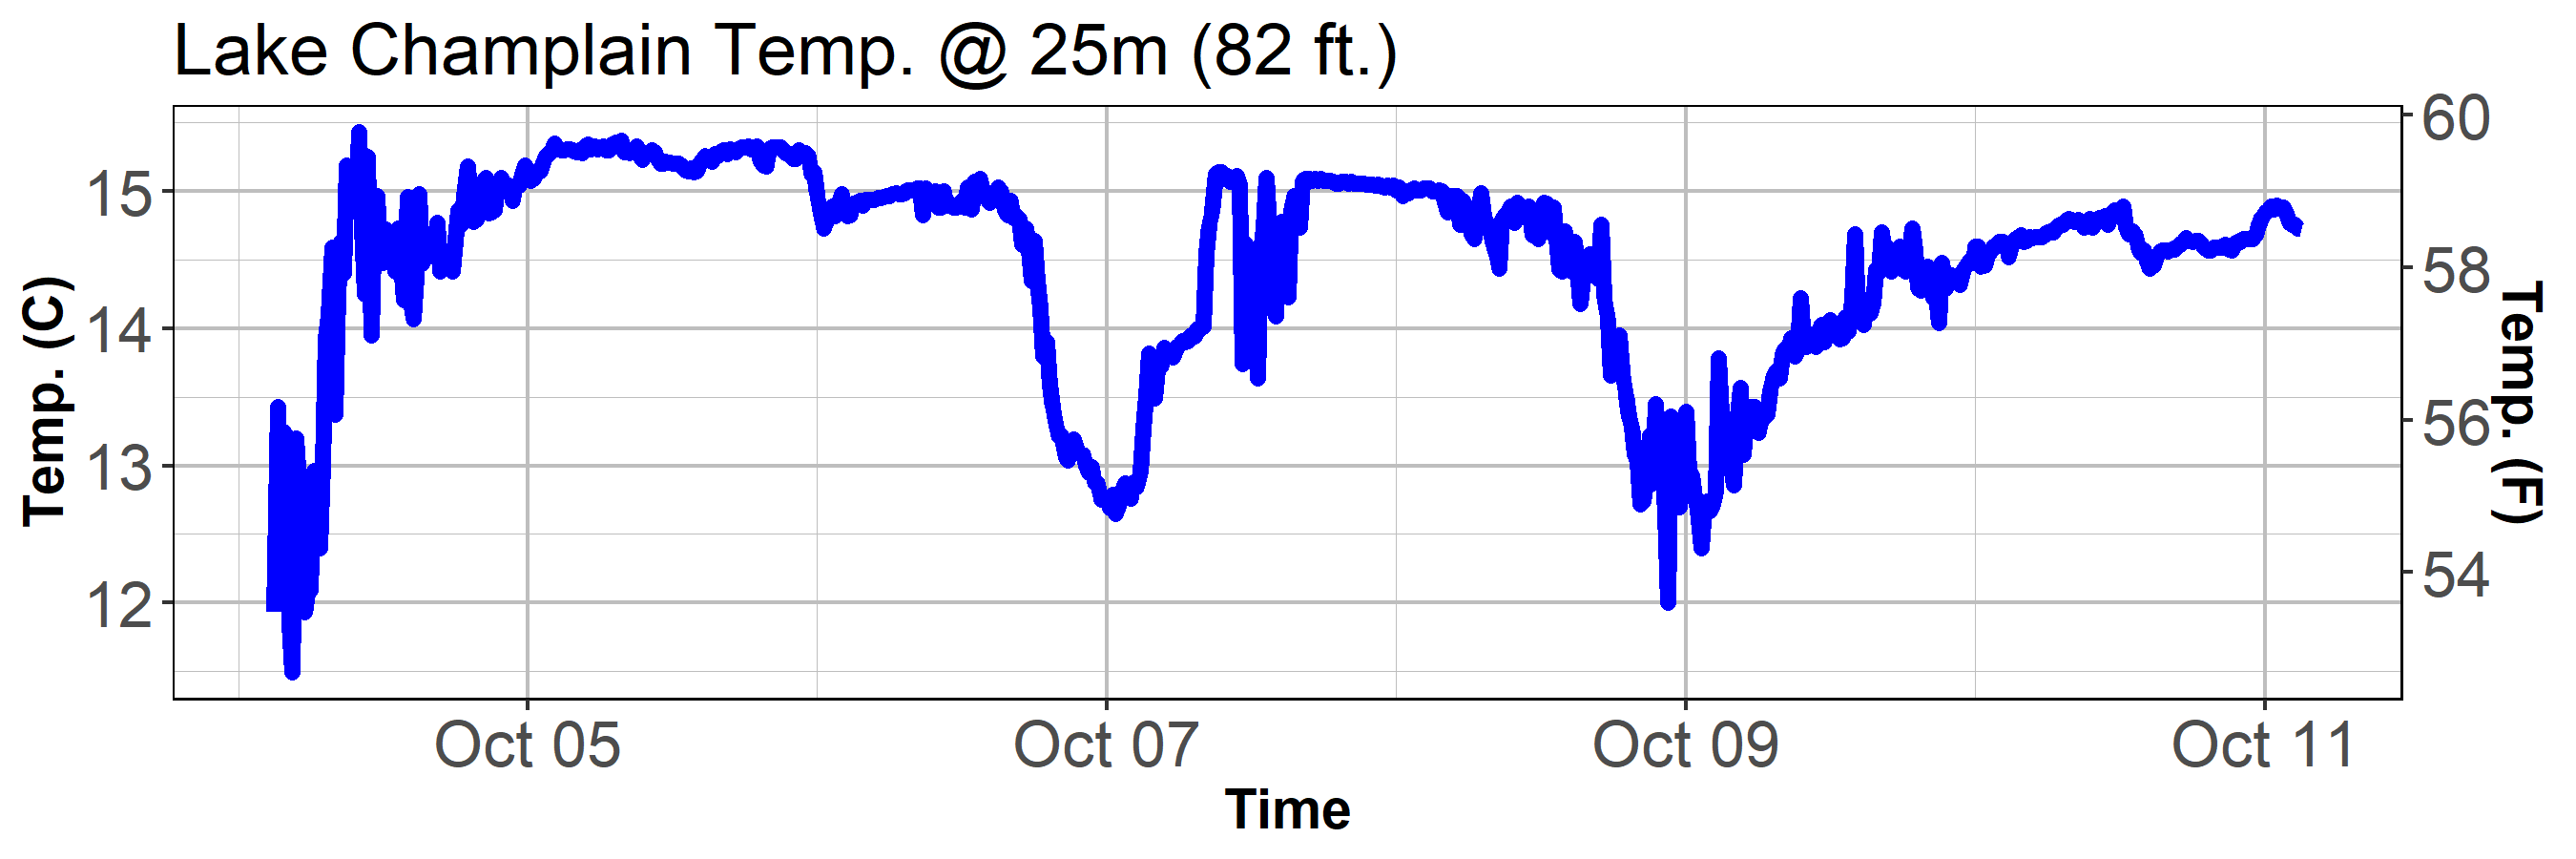 Lake Champlain Temp. @ 25m (82 ft.)
Temp. (C)
15
14
13
12
60
58
56
54
Temp. (F)
Oct 05
Oct 07
Oct 09
Oct 11
Time